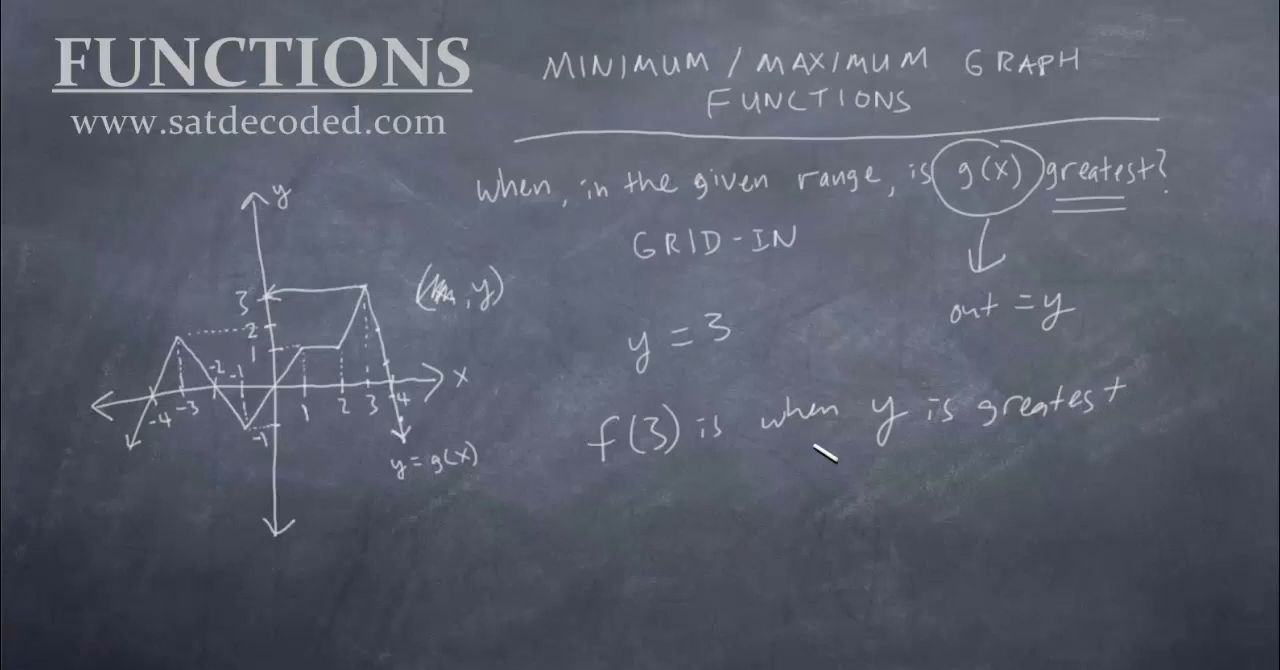 FUNCTIONS
www.satdecoded.com
MINIMUM / MAXIMUM GRAPH
FUNCTIONS
when, in the given range, is g(x) greatest?
GRID-IN
out = y
y = 3
f(3) is when y is greatest
y
3
2
1
-4
-3
-2
-1
1
2
3
4
x
-1
y = g(x)
( , y)